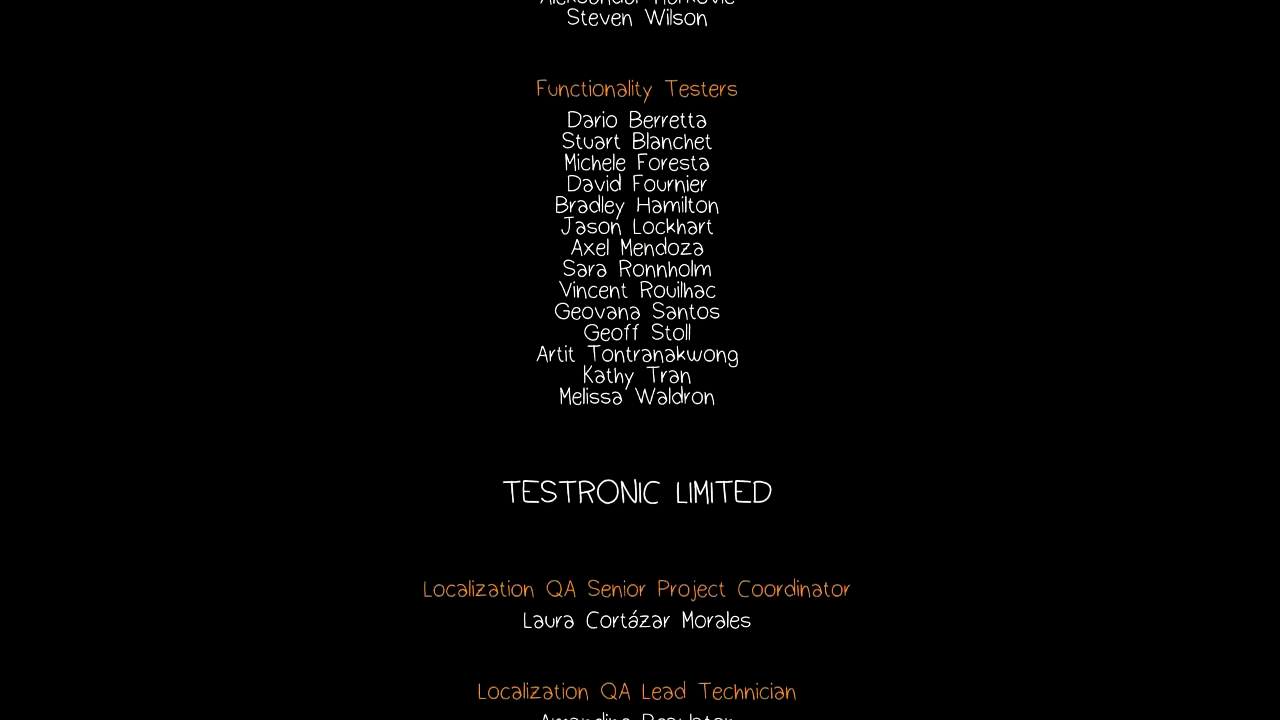 Steven Wilson
Functionality Testers
Dario Berretta
Stuart Blanchet
Michele Foresta
David Fournier
Bradley Hamilton
Jason Lockhart
Axel Mendoza
Sara Ronnholm
Vincent Rouilhac
Geovana Santos
Geoff Stoll
Artit Tontranakwong
Kathy Tran
Melissa Waldron
TESTRONIC LIMITED
Localization QA Senior Project Coordinator
Laura Cortázar Morales
Localization QA Lead Technician